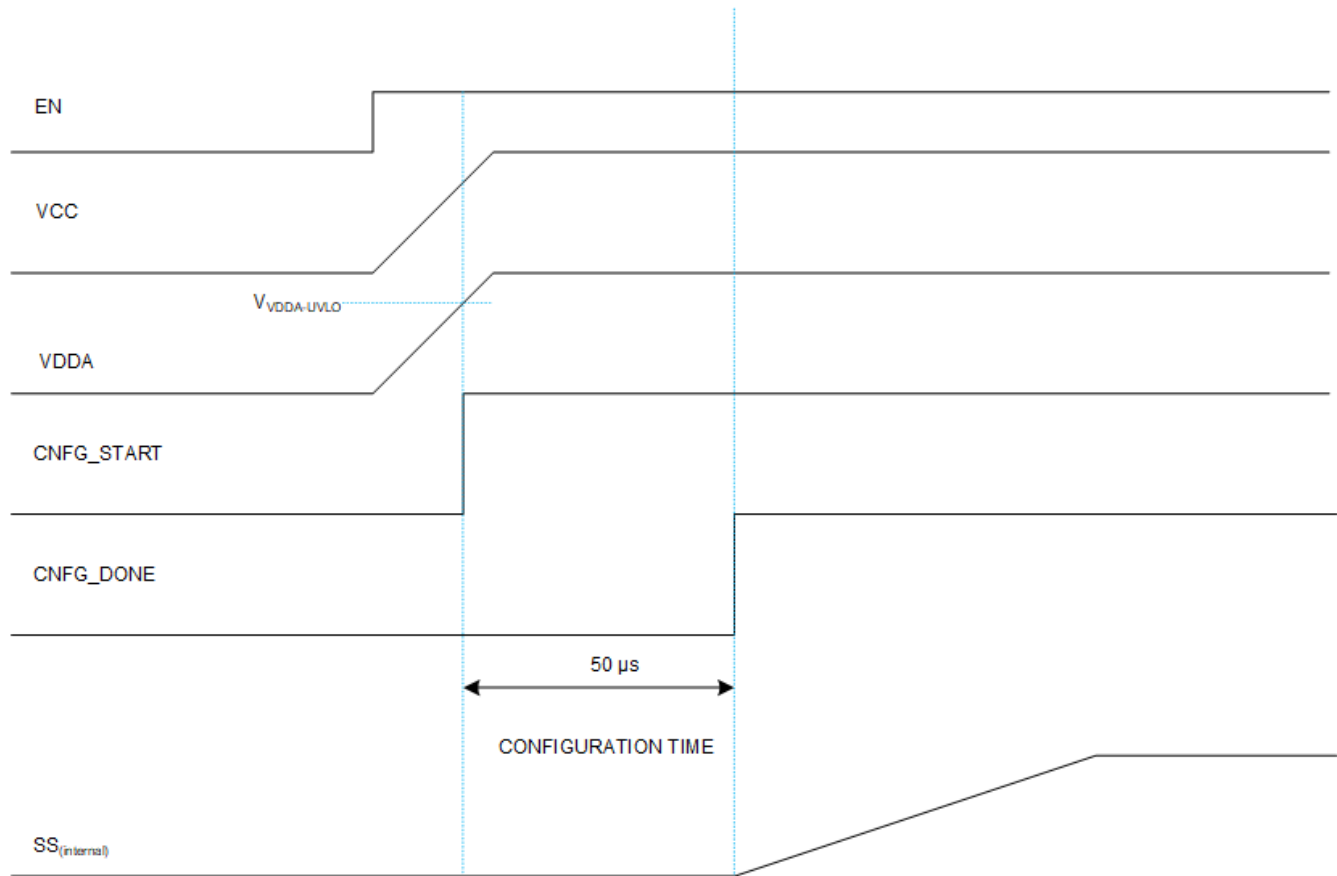 EN
VCC
VVDDA-UVLO
VDDA
CNFG_START
CNFG_DONE
50 µs
CONFIGURATION TIME
SS(internal)